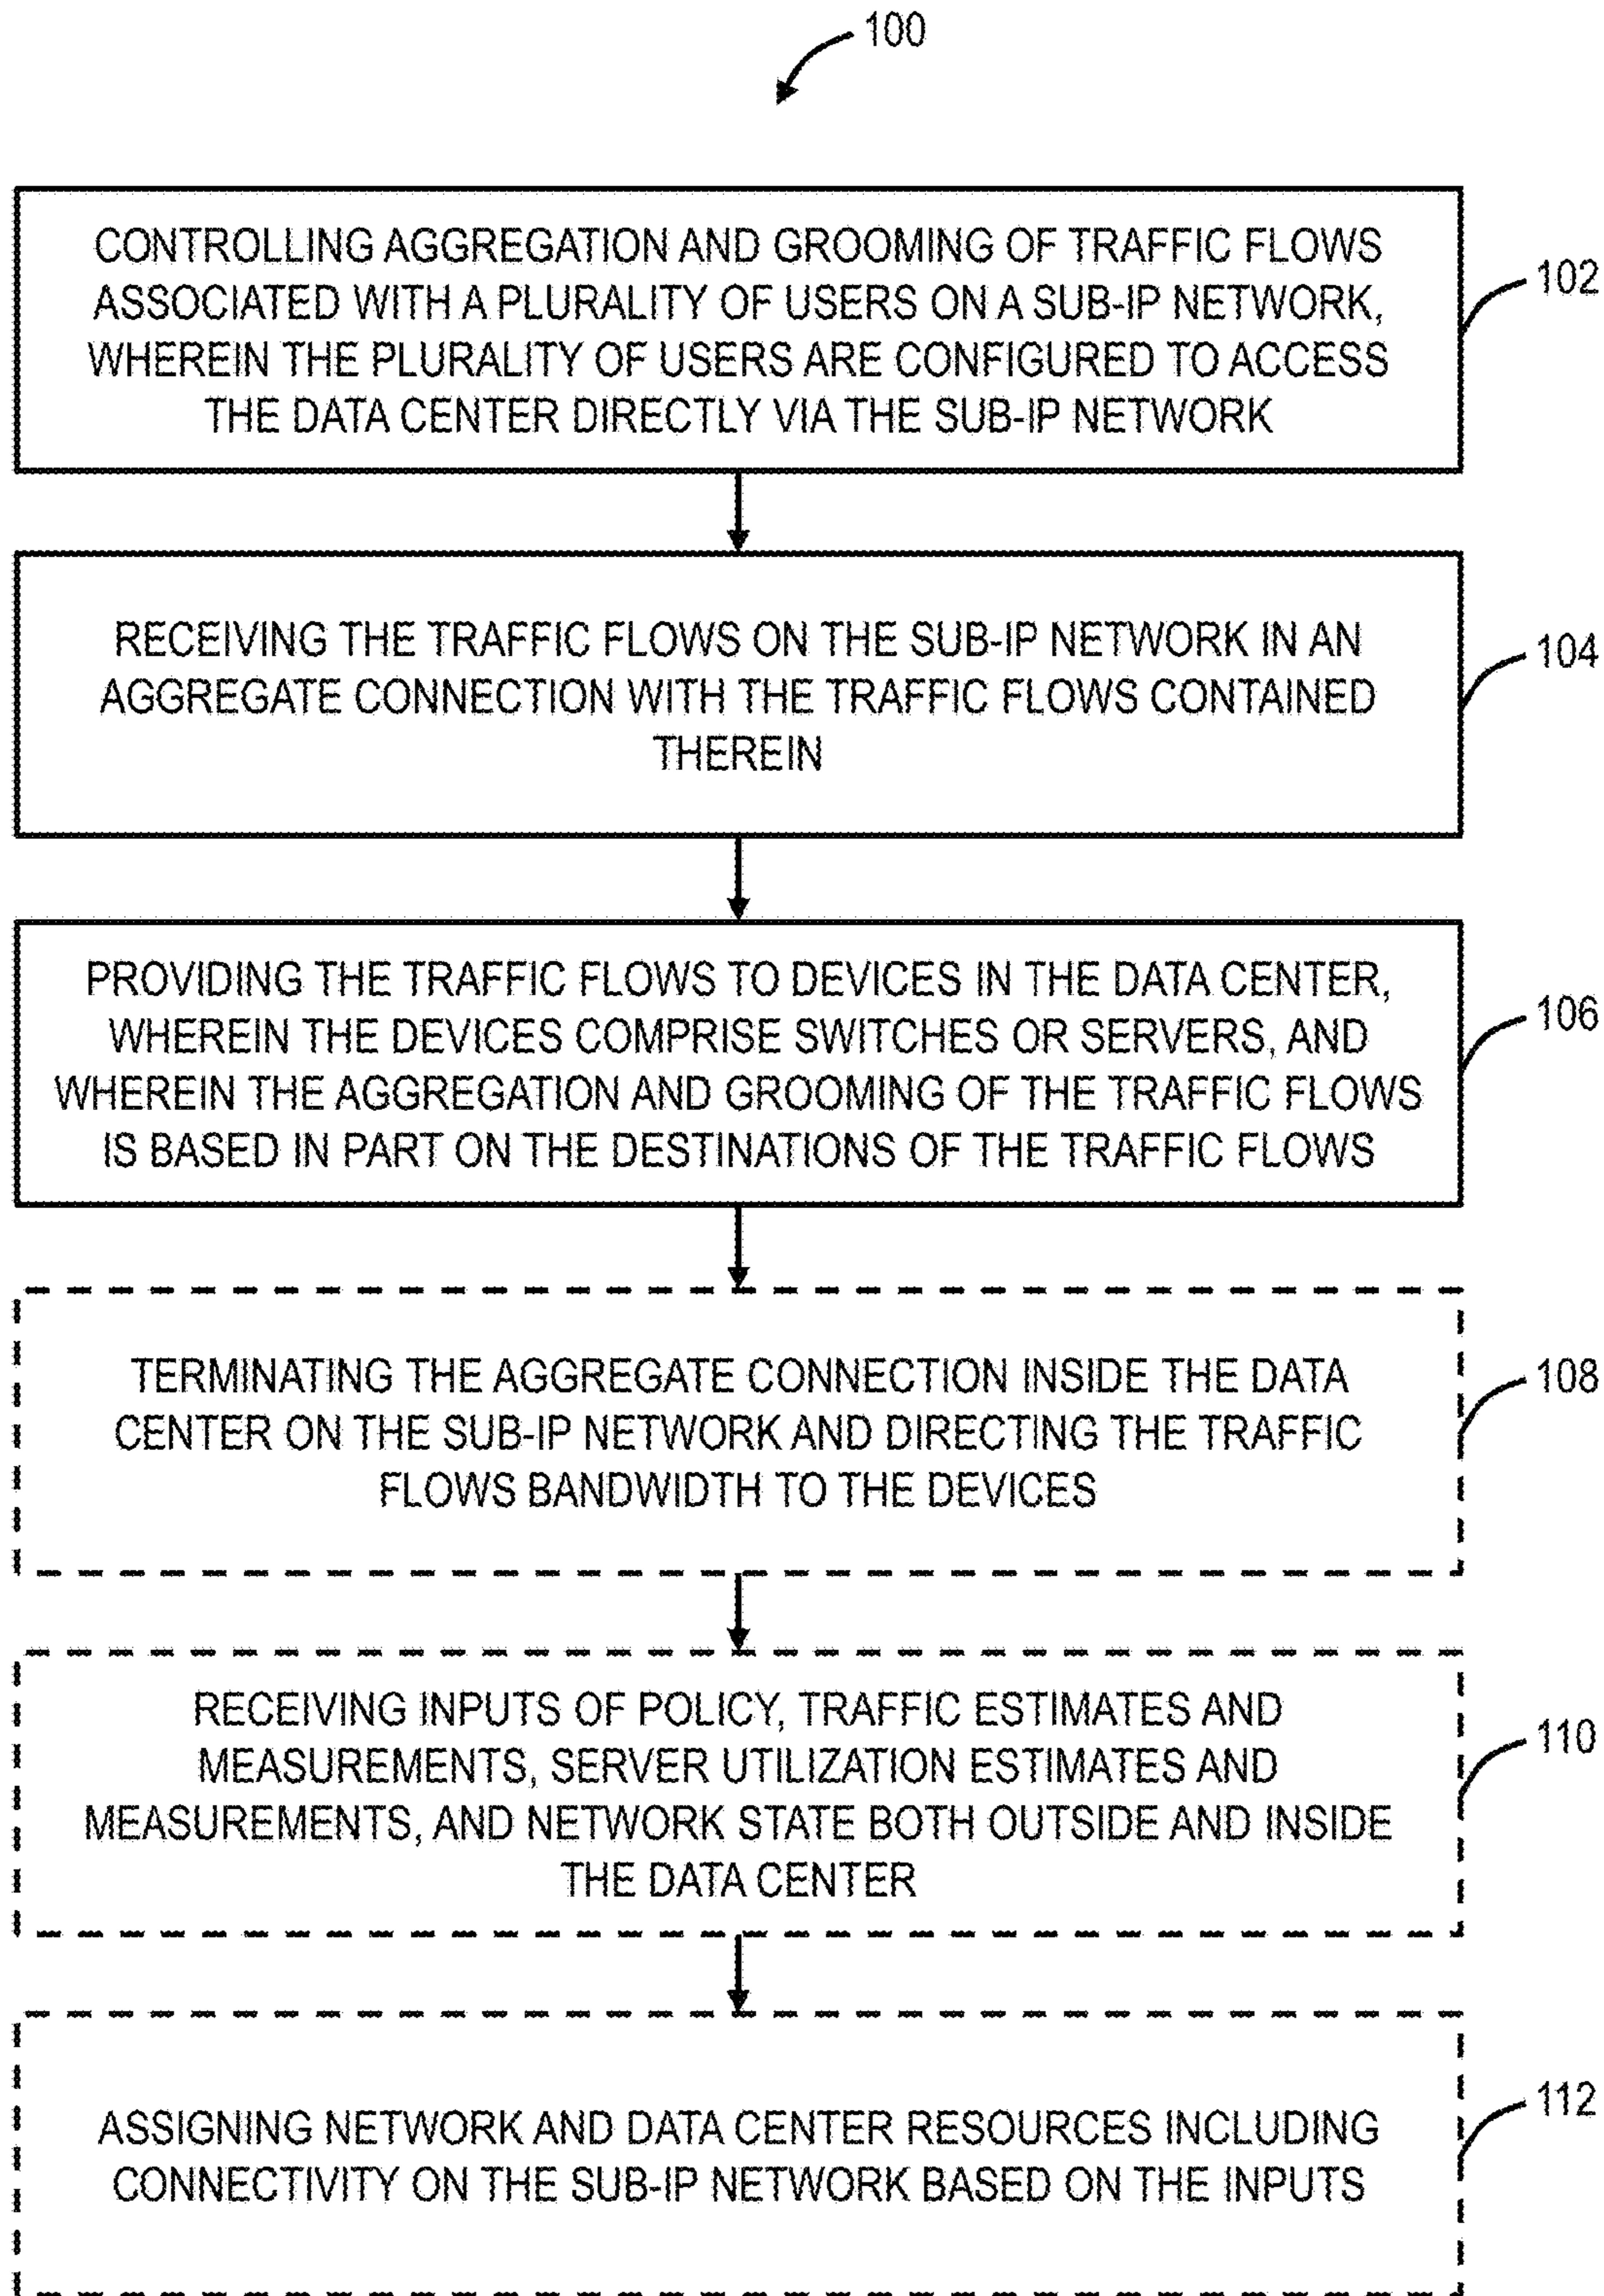 100
CONTROLLING AGGREGATION AND GROOMING OF TRAFFIC FLOWS
ASSOCIATED WITH A PLURALITY OF USERS ON A SUB-IP NETWORK,
WHEREIN THE PLURALITY OF USERS ARE CONFIGURED TO ACCESS
THE DATA CENTER DIRECTLY VIA THE SUB-IP NETWORK
102
RECEIVING THE TRAFFIC FLOWS ON THE SUB-IP NETWORK IN AN
AGGREGATE CONNECTION WITH THE TRAFFIC FLOWS CONTAINED
THEREIN
104
PROVIDING THE TRAFFIC FLOWS TO DEVICES IN THE DATA CENTER,
WHEREIN THE DEVICES COMPRISE SWITCHES OR SERVERS, AND
WHEREIN THE AGGREGATION AND GROOMING OF THE TRAFFIC FLOWS
IS BASED IN PART ON THE DESTINATIONS OF THE TRAFFIC FLOWS
106
TERMINATING THE AGGREGATE CONNECTION INSIDE THE DATA
CENTER ON THE SUB-IP NETWORK AND DIRECTING THE TRAFFIC
FLOWS BANDWIDTH TO THE DEVICES
108
RECEIVING INPUTS OF POLICY, TRAFFIC ESTIMATES AND
MEASUREMENTS, SERVER UTILIZATION ESTIMATES AND
MEASUREMENTS, AND NETWORK STATE BOTH OUTSIDE AND INSIDE
THE DATA CENTER
110
ASSIGNING NETWORK AND DATA CENTER RESOURCES INCLUDING
CONNECTIVITY ON THE SUB-IP NETWORK BASED ON THE INPUTS
112